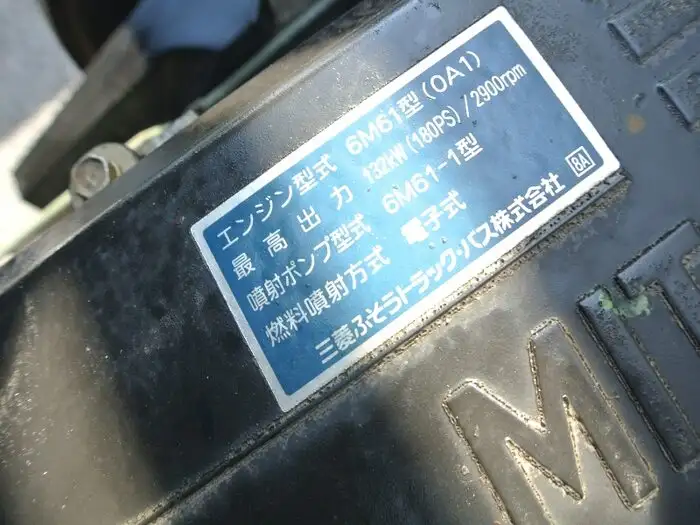 エンジン型式 6M61型(0A1)
最高出力 132kW(180PS)/2900rpm
噴射ポンプ型式 6M61-1型
燃料噴射方式 電子式
三菱ふそうトラック・バス株式会社 8A
MIT